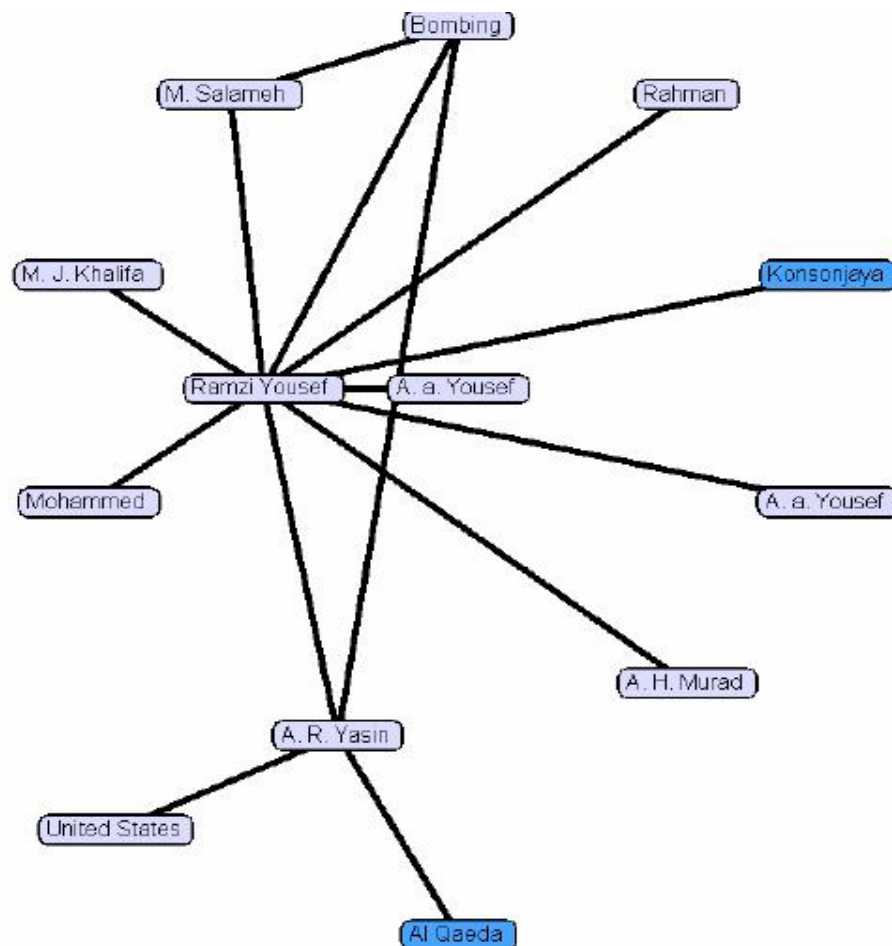 Bombing
M. Salameh
Rahman
M. J. Khalifa
Konsonjaya
Ramzi Yousef
A. a. Yousef
Mohammed
A. a. Yousef
A. H. Murad
A. R. Yasin
United States
Al Qaeda